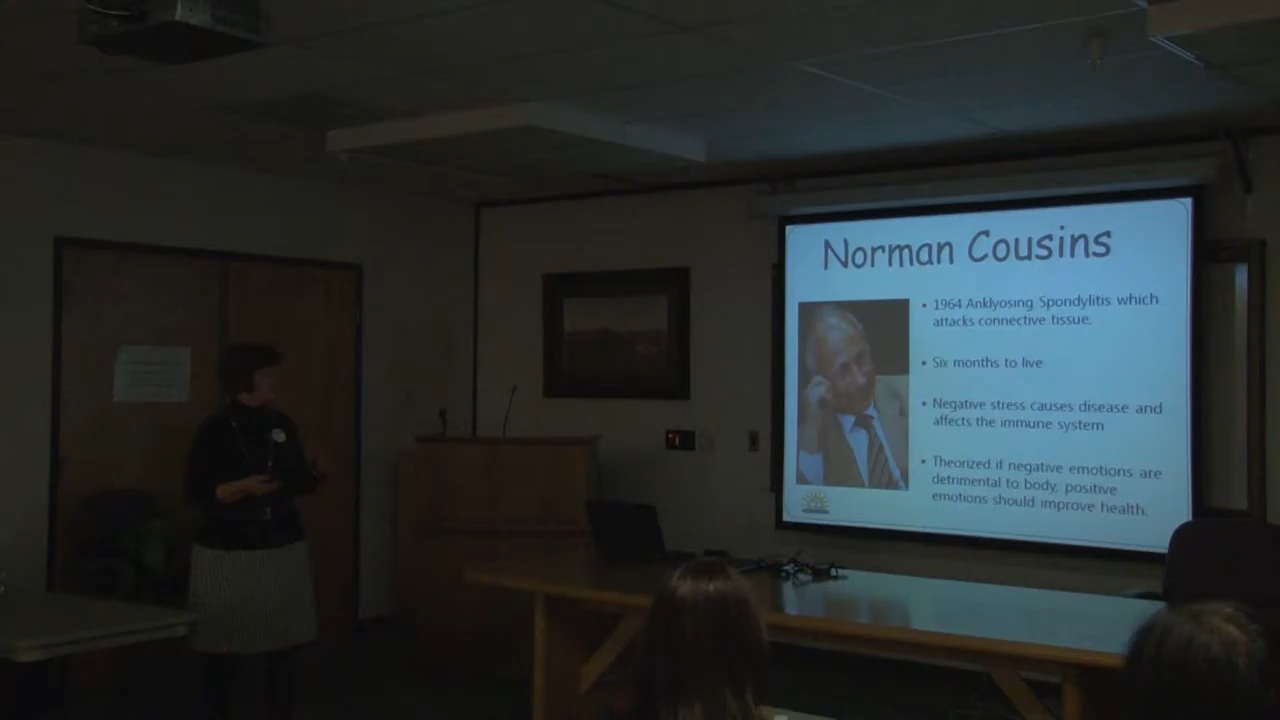 Norman Cousins
• 1964 Anklyosing Spondylitis which
attacks connective tissue.
• Six months to live
• Negative stress causes disease and
affects the immune system
• Theorized if negative emotions are
detrimental to body, positive
emotions should improve health.